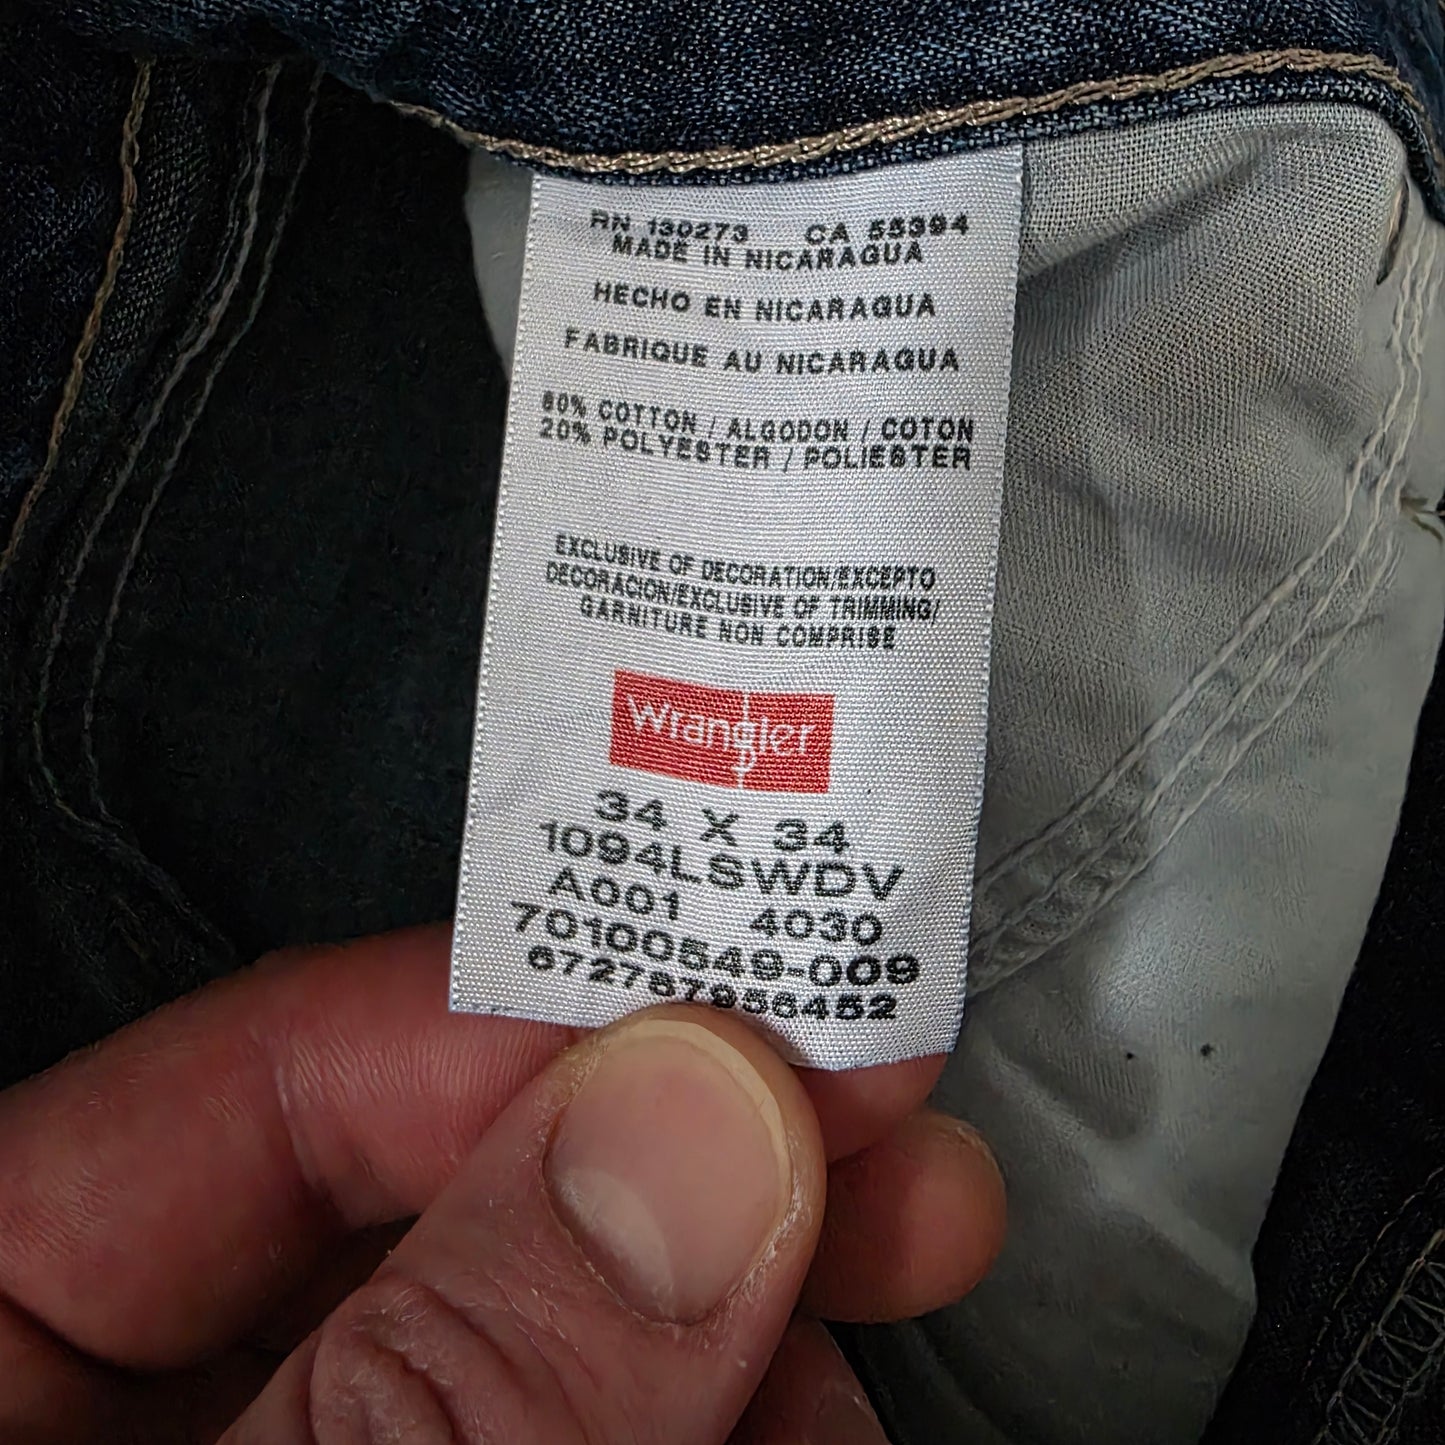 RN 130273 CA 55394
MADE IN NICARAGUA
HECHO EN NICARAGUA
FABRIQUE AU NICARAGUA
80% COTTON / ALGODON / COTON
20% POLYESTER / POLIESTER
EXCLUSIVE OF DECORATION/EXCEPTO
DECORACION/EXCLUSIVE OF TRIMMING/
GARNITURE NON COMPRISE
Wrangler
34 X 34
1094LSWDV
A001 4030
70100549-009
672787956452